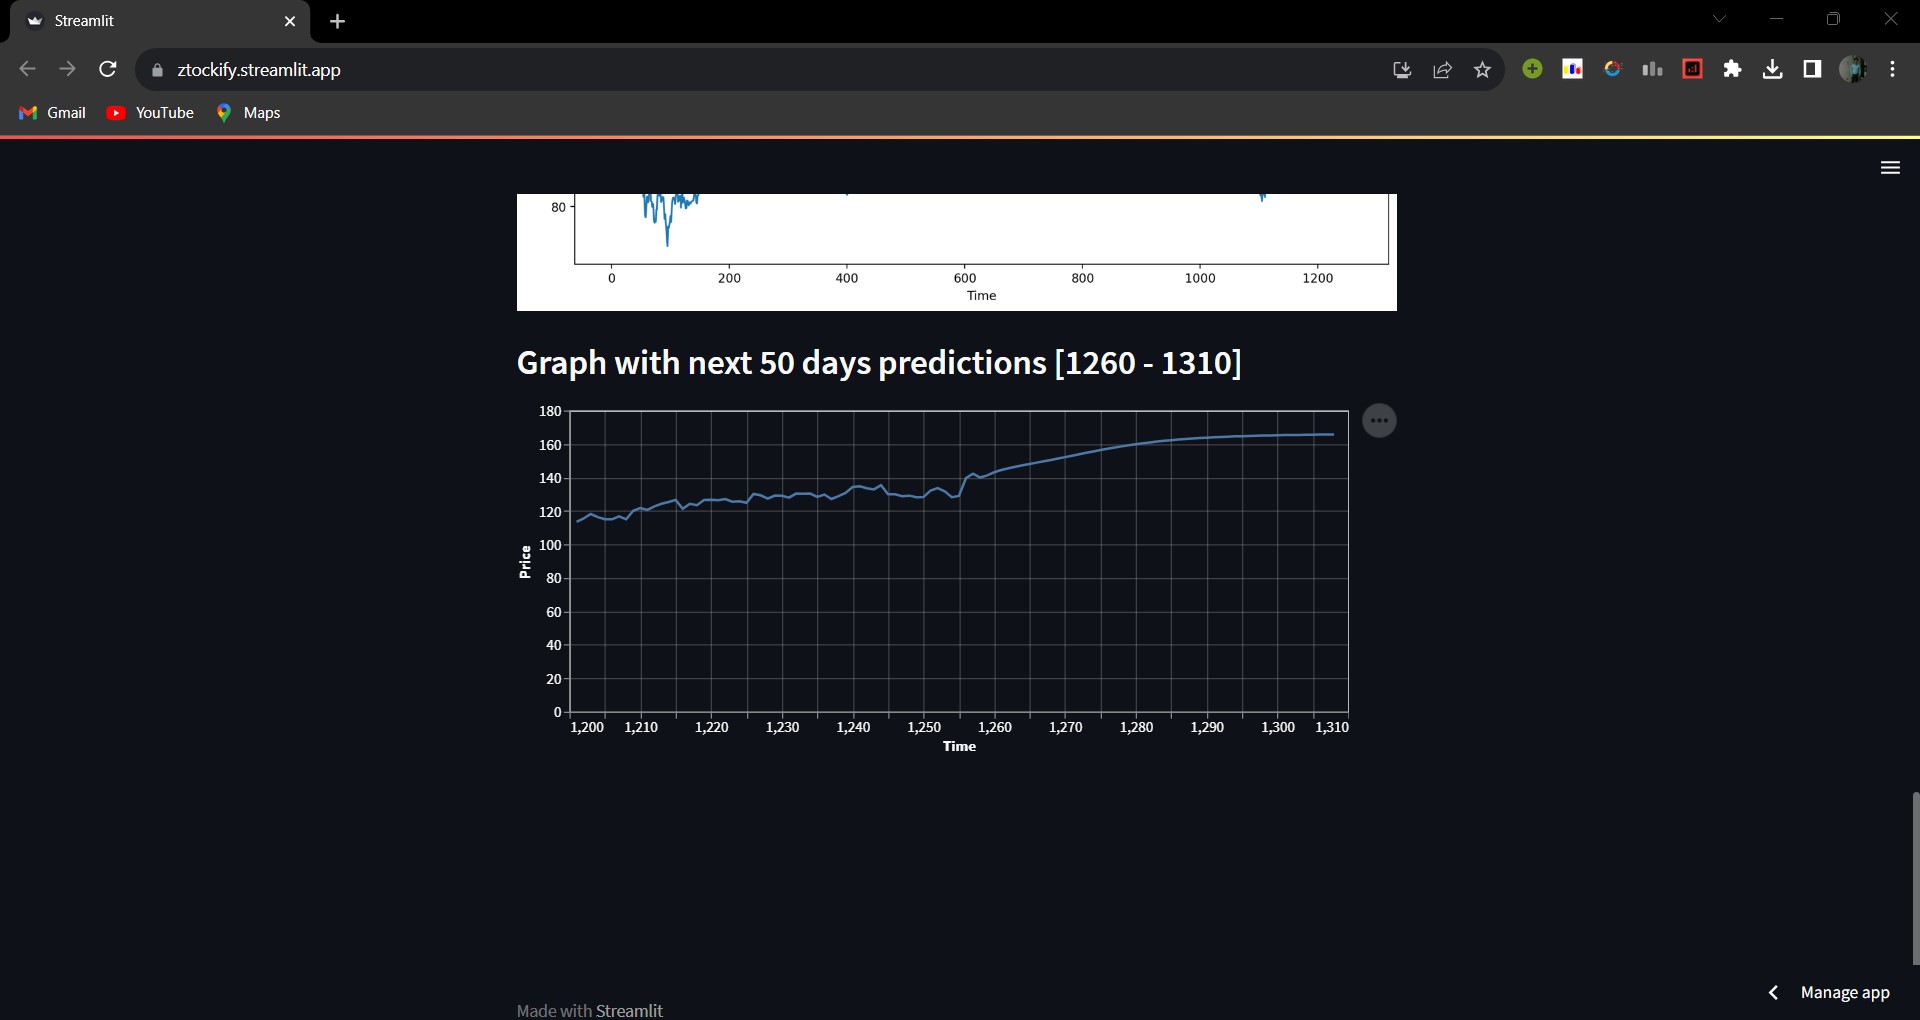 Streamlit
ztockify.streamlit.app
Gmail YouTube Maps
80
0 200 400 600 800 1000 1200
Time
Graph with next 50 days predictions [1260 - 1310]
180
160
140
120
100
80
60
40
20
0
Price
1,200 1,210 1,220 1,230 1,240 1,250 1,260 1,270 1,280 1,290 1,300 1,310
Time
Manage app
Made with Streamlit